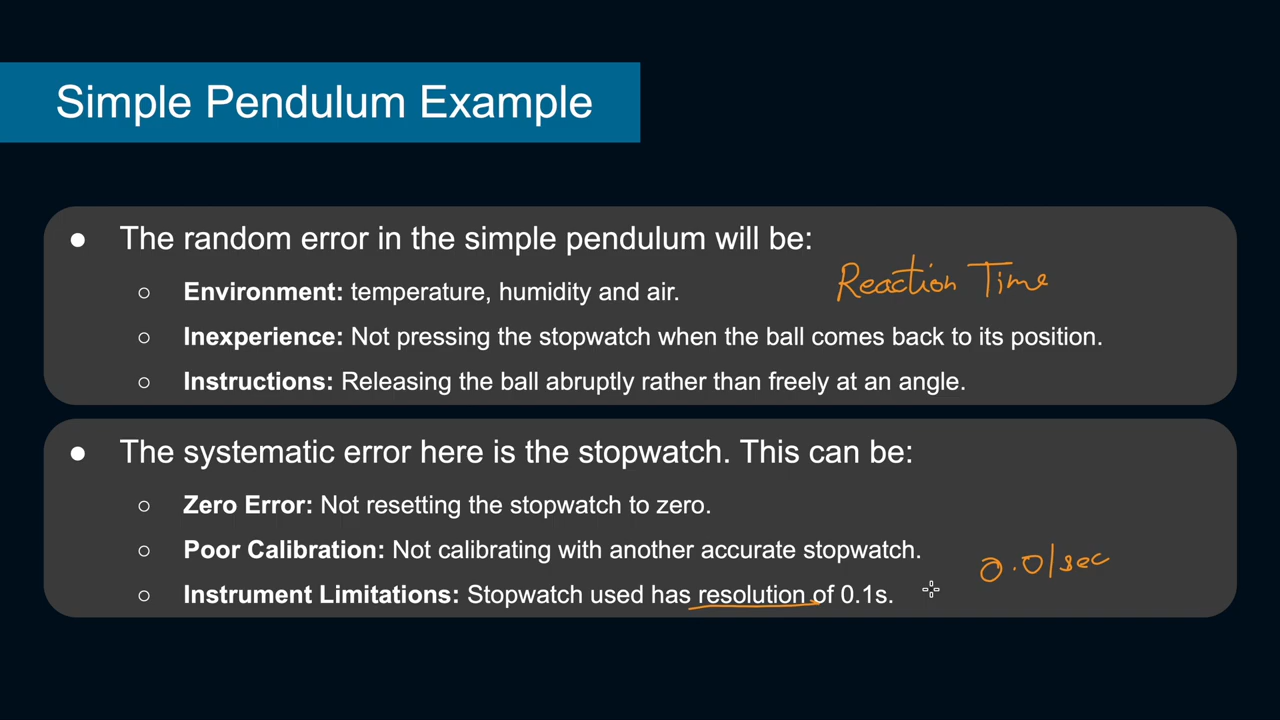 Simple Pendulum Example
● The random error in the simple pendulum will be:
Reaction Time
○ Environment: temperature, humidity and air.
○ Inexperience: Not pressing the stopwatch when the ball comes back to its position.
○ Instructions: Releasing the ball abruptly rather than freely at an angle.
● The systematic error here is the stopwatch. This can be:
○ Zero Error: Not resetting the stopwatch to zero.
○ Poor Calibration: Not calibrating with another accurate stopwatch.
0.01sec
○ Instrument Limitations: Stopwatch used has resolution of 0.1s.